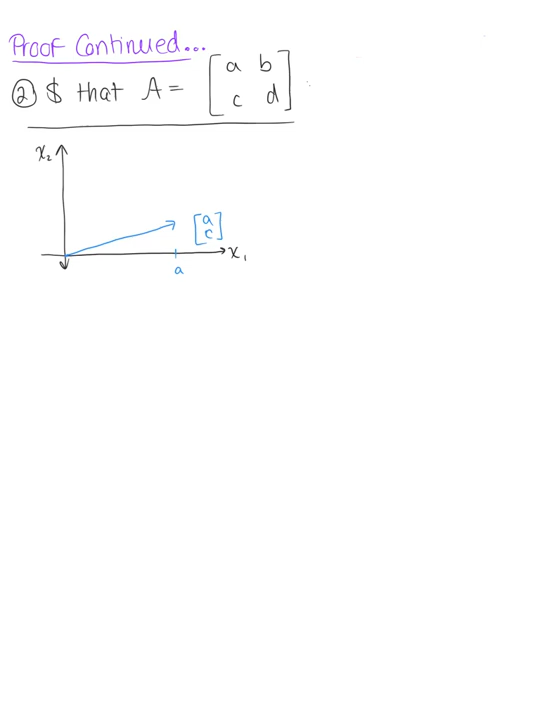 Proof Continued...
② $ that A = [a b
c d]
x₂
[a
c]
x₁
a